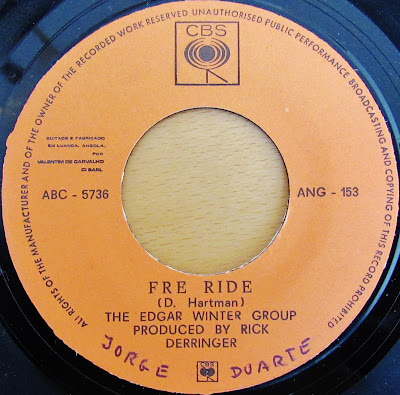 ALL RIGHTS OF THE MANUFACTURER AND OF THE OWNER OF THE RECORDED WORK RESERVED UNAUTHORISED PUBLIC PERFORMANCE BROADCASTING AND COPYING OF THIS RECORD PROHIBITED
CBS
EDITADO E FABRICADO
EM LUANDA, ANGOLA,
POR
VALENTIM DE CARVALHO
CI SARL
ABC - 5736
ANG - 153
FRE RIDE
(D. Hartman)
THE EDGAR WINTER GROUP
PRODUCED BY RICK
DERRINGER
JORGE DUARTE
CBS